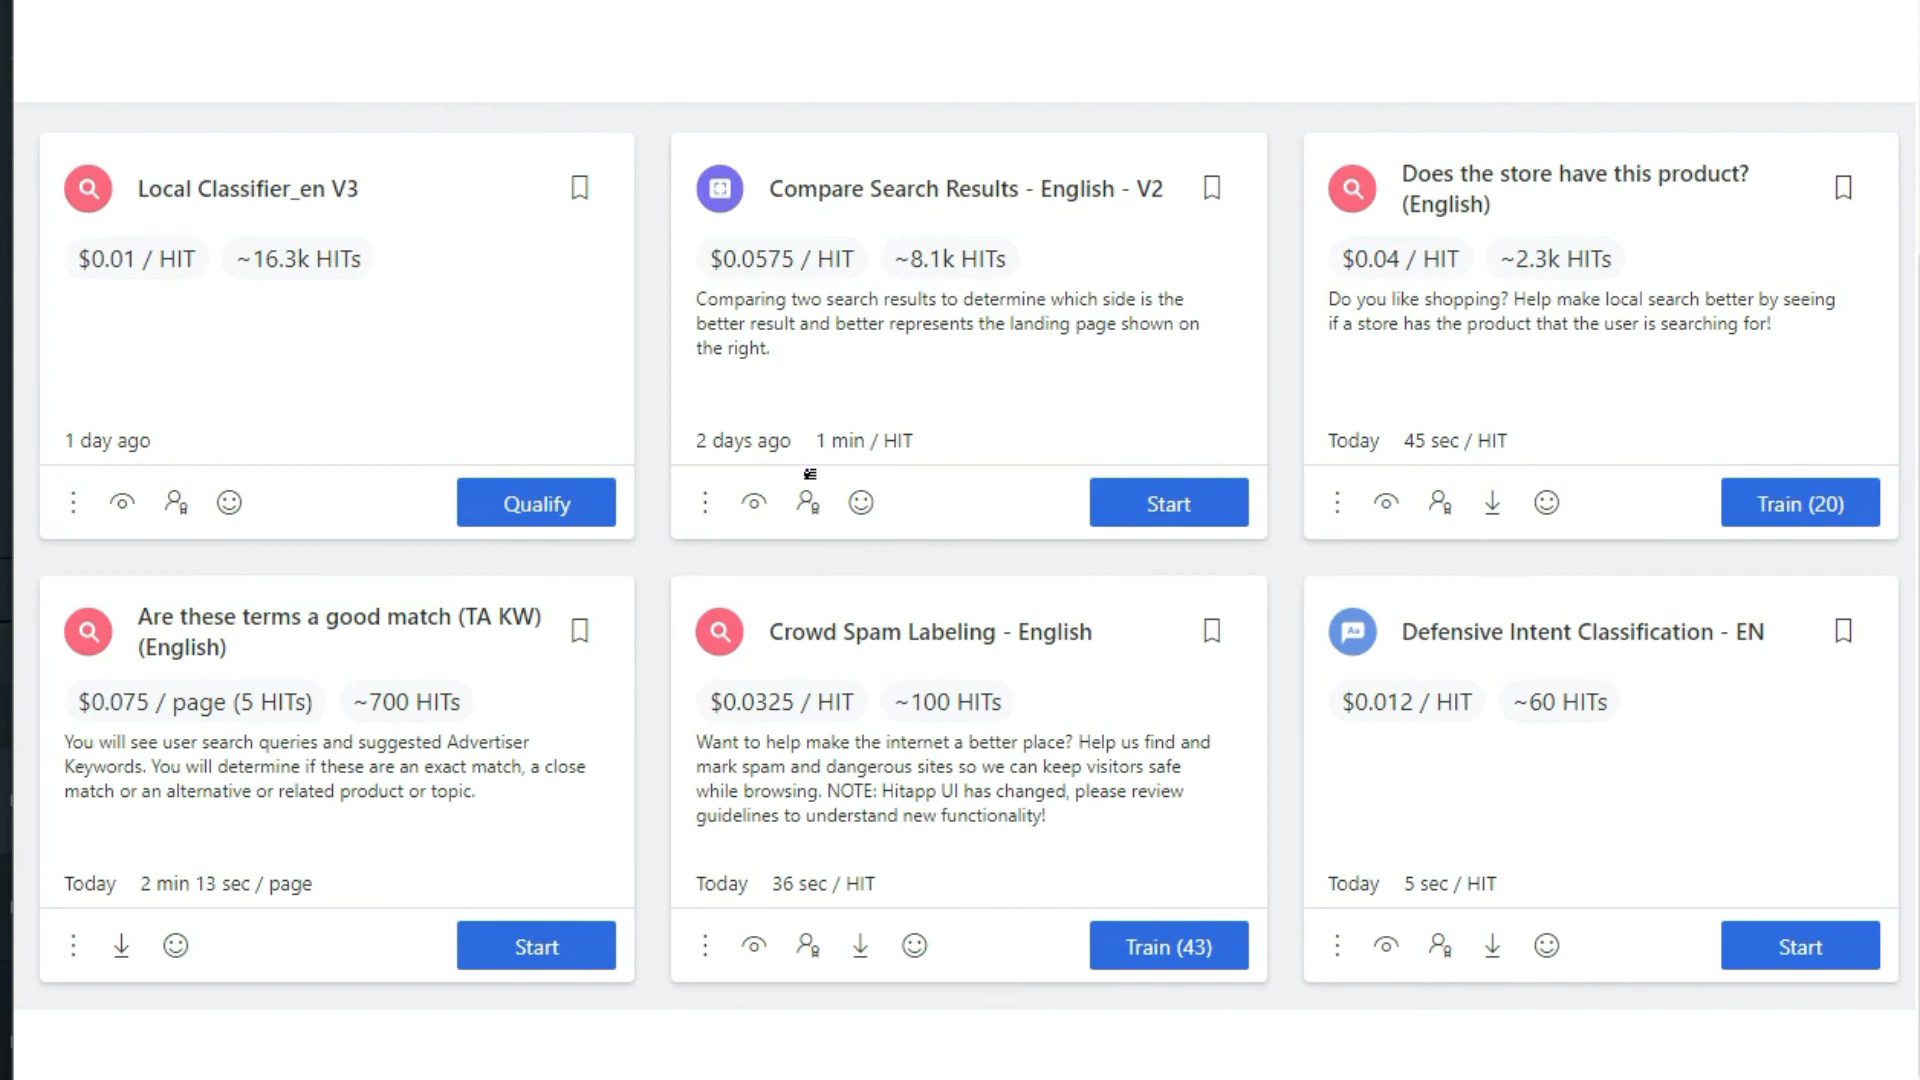 Local Classifier_en V3
$0.01 / HIT ~16.3k HITs
1 day ago
Qualify
Compare Search Results - English - V2
$0.0575 / HIT ~8.1k HITs
Comparing two search results to determine which side is the
better result and better represents the landing page shown on
the right.
2 days ago 1 min / HIT
Start
Does the store have this product?
(English)
$0.04 / HIT ~2.3k HITs
Do you like shopping? Help make local search better by seeing
if a store has the product that the user is searching for!
Today 45 sec / HIT
Train (20)
Are these terms a good match (TA KW)
(English)
$0.075 / page (5 HITs) ~700 HITs
You will see user search queries and suggested Advertiser
Keywords. You will determine if these are an exact match, a close
match or an alternative or related product or topic.
Today 2 min 13 sec / page
Start
Crowd Spam Labeling - English
$0.0325 / HIT ~100 HITs
Want to help make the internet a better place? Help us find and
mark spam and dangerous sites so we can keep visitors safe
while browsing. NOTE: Hitapp UI has changed, please review
guidelines to understand new functionality!
Today 36 sec / HIT
Train (43)
Aa
Defensive Intent Classification - EN
$0.012 / HIT ~60 HITs
Today 5 sec / HIT
Start